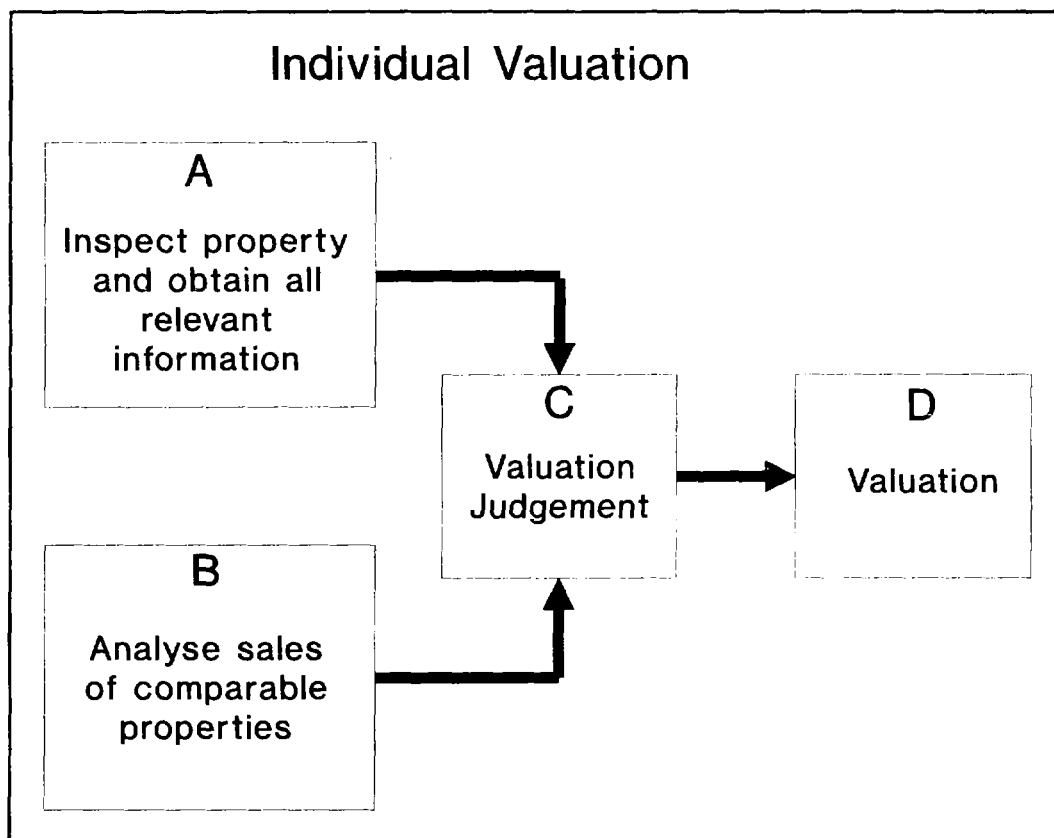 Individual Valuation
A
Inspect property
and obtain all
relevant
information
B
Analyse sales
of comparable
properties
C
Valuation
Judgement
D
Valuation